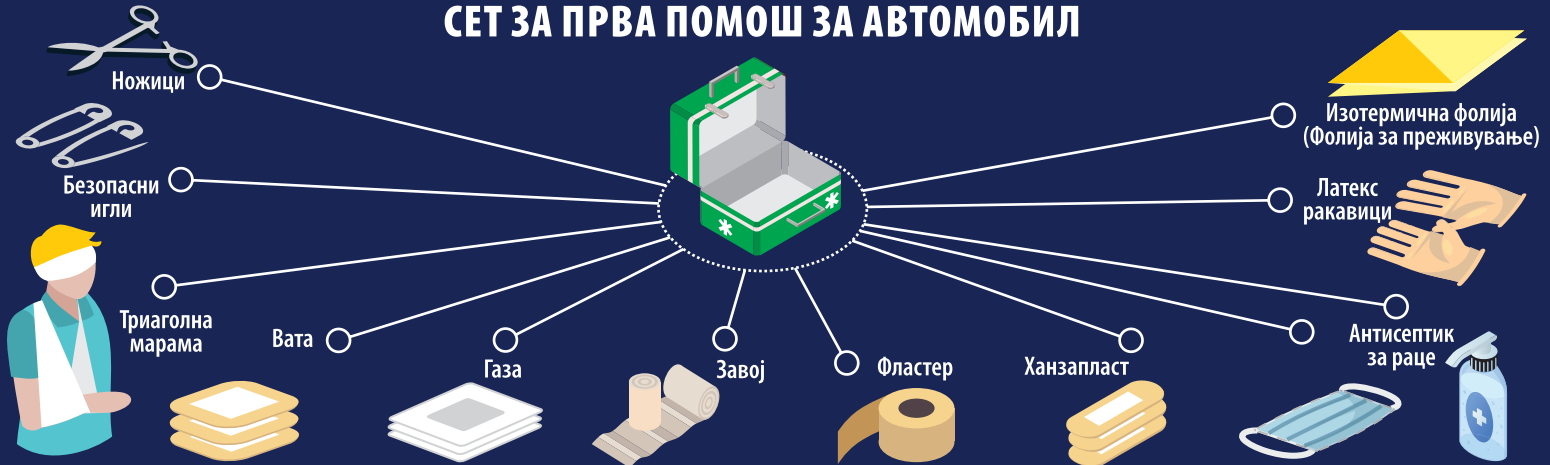 СЕТ ЗА ПРВА ПОМОШ ЗА АВТОМОБИЛ
Ножици
Безопасни
игли
Триаголна
марама
Вата
Газа
Завој
Фластер
Ханзапласт
Антисептик
за раце
Латекс
ракавици
Изотермична фолија
(Фолија за преживување)